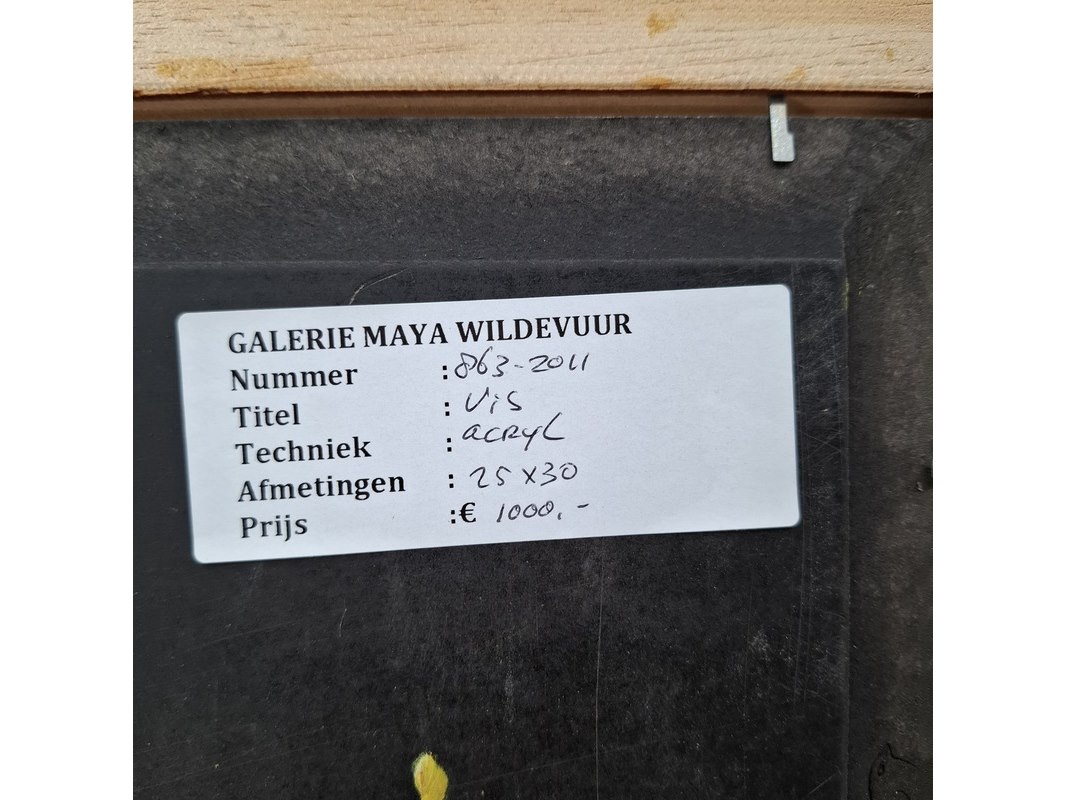 GALERIE MAYA WILDEVUUR
Nummer : 863-2011
Titel : Vis
Techniek : acryl
Afmetingen : 25 x 30
Prijs :€ 1000,-